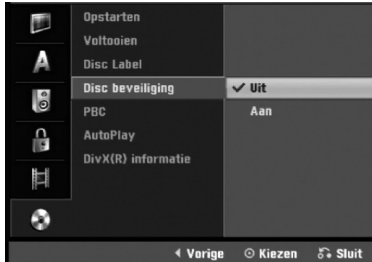 Opstarten
Voltooien
Disc Label
Disc beveiliging
PBC
AutoPlay
DivX(R) informatie
Uit
Aan
A
Vorige
Kiezen
Sluit